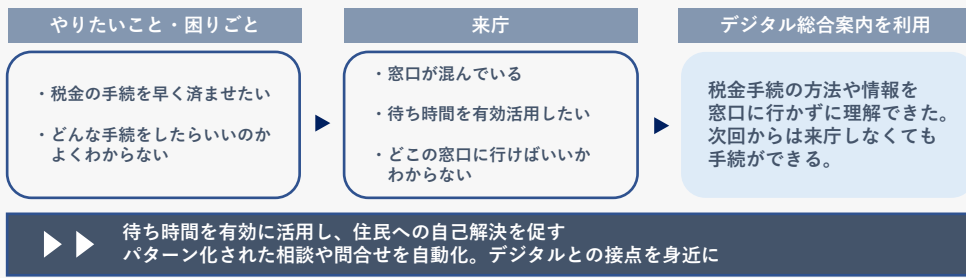 やりたいこと・困りごと
・税金の手続を早く済ませたい
・どんな手続をしたらいいのか
よくわからない
来庁
・窓口が混んでいる
・待ち時間を有効活用したい
・どこの窓口に行けばいいか
わからない
デジタル総合案内を利用
税金手続の方法や情報を
窓口に行かずに理解できた。
次回からは来庁しなくても
手続ができる。
待ち時間を有効に活用し、住民への自己解決を促す
パターン化された相談や問合せを自動化。デジタルとの接点を身近に